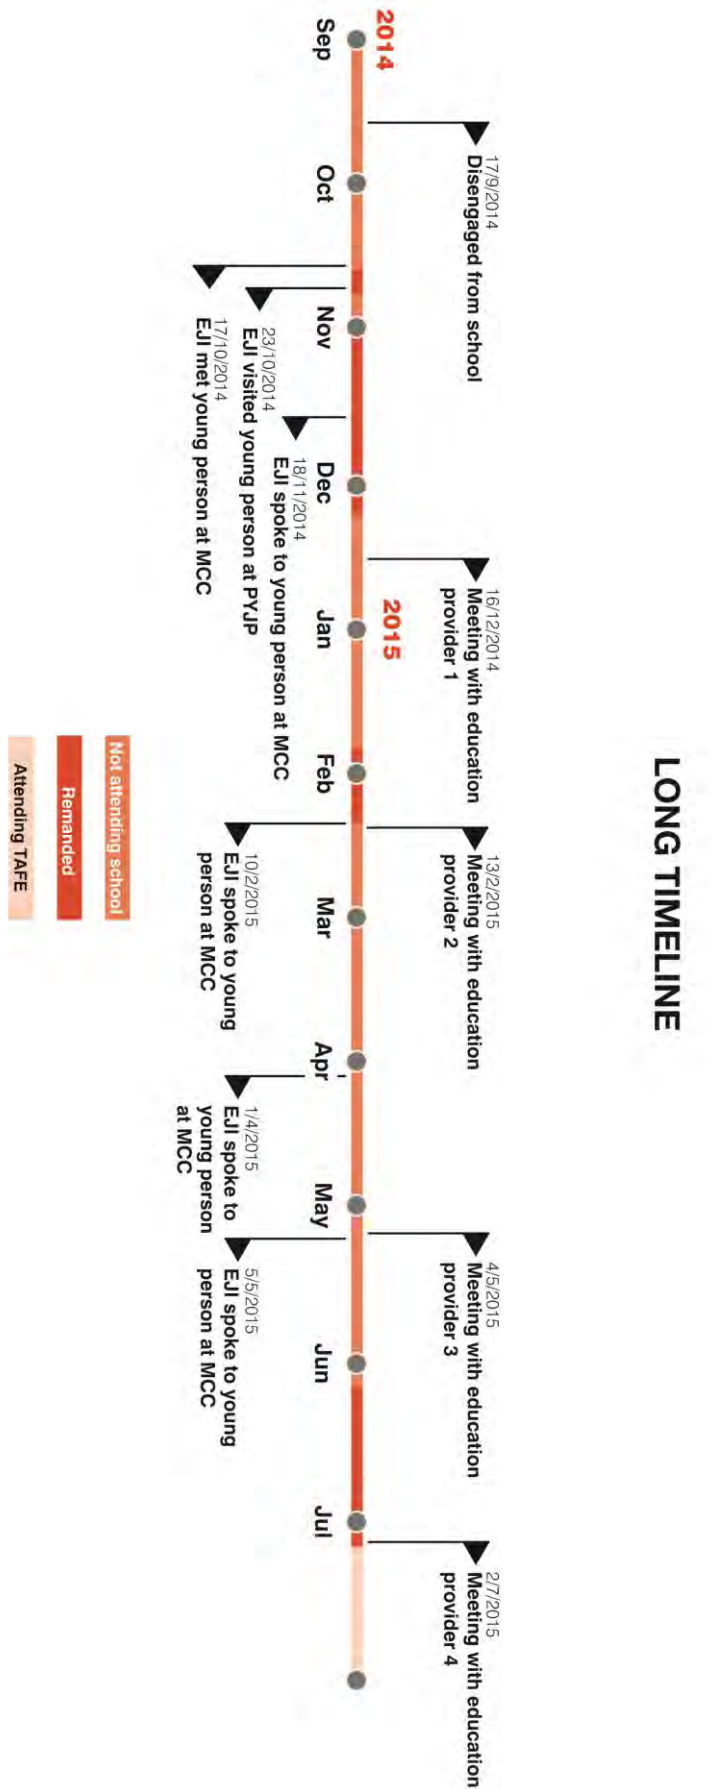 LONG TIMELINE
17/9/2014
Disengaged from school
16/12/2014
Meeting with education
provider 1
13/2/2015
Meeting with education
provider 2
4/5/2015
Meeting with education
provider 3
2/7/2015
Meeting with education
provider 4
2014
2015
Sep
Oct
Nov
Dec
Jan
Feb
Mar
Apr
May
Jun
Jul
18/11/2014
EJI spoke to young person at MCC
23/10/2014
EJI visited young person at PYJP
17/10/2014
EJI met young person at MCC
10/2/2015
EJI spoke to young
person at MCC
1/4/2015
EJI spoke to
young person
at MCC
5/5/2015
EJI spoke to young
person at MCC
Not attending school
Remanded
Attending TAFE